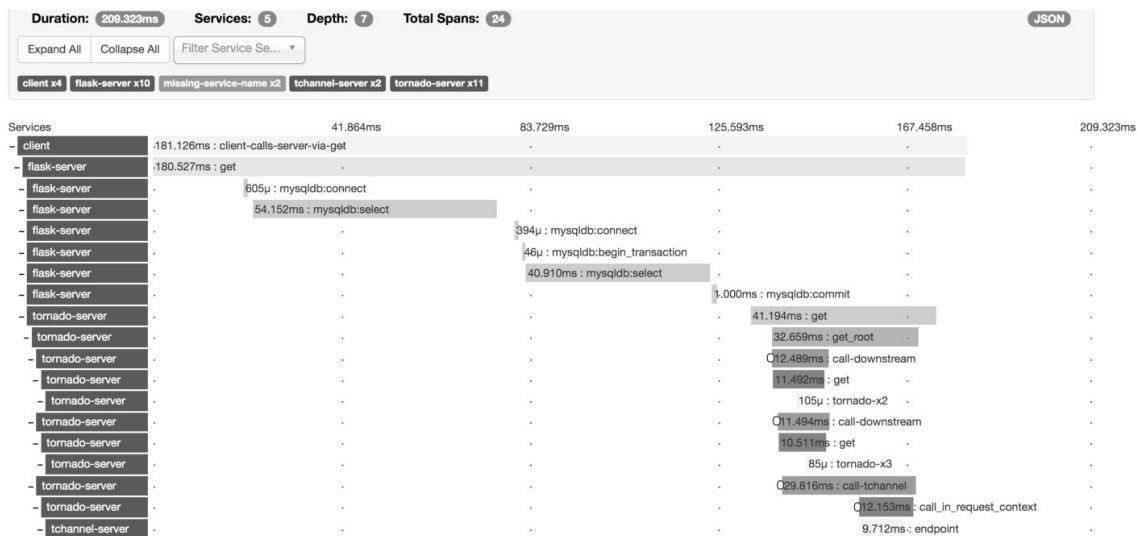 Duration: 209.323ms Services: 5 Depth: 7 Total Spans: 24 JSON
Expand All Collapse All Filter Service Se...
client x4 flask-server x10 missing-service-name x2 tchannel-server x2 tornado-server x11
Services 41.864ms 83.729ms 125.593ms 167.458ms 209.323ms
- client 181.126ms : client-calls-server-via-get
- flask-server 180.527ms : get
- flask-server 605μ : mysqldb:connect
- flask-server 54.152ms : mysqldb:select
- flask-server 394μ : mysqldb:connect
- flask-server 46μ : mysqldb:begin_transaction
- flask-server 40.910ms : mysqldb:select
- flask-server 1.000ms : mysqldb:commit
- tornado-server 41.194ms : get
- tornado-server 32.659ms : get_root
- tornado-server 12.489ms : call-downstream
- tornado-server 11.492ms : get
- tornado-server 105μ : tornado-x2
- tornado-server 11.494ms : call-downstream
- tornado-server 10.511ms : get
- tornado-server 85μ : tornado-x3
- tornado-server 29.816ms : call-tchannel
- tornado-server 12.153ms : call_in_request_context
- tchannel-server 9.712ms : endpoint